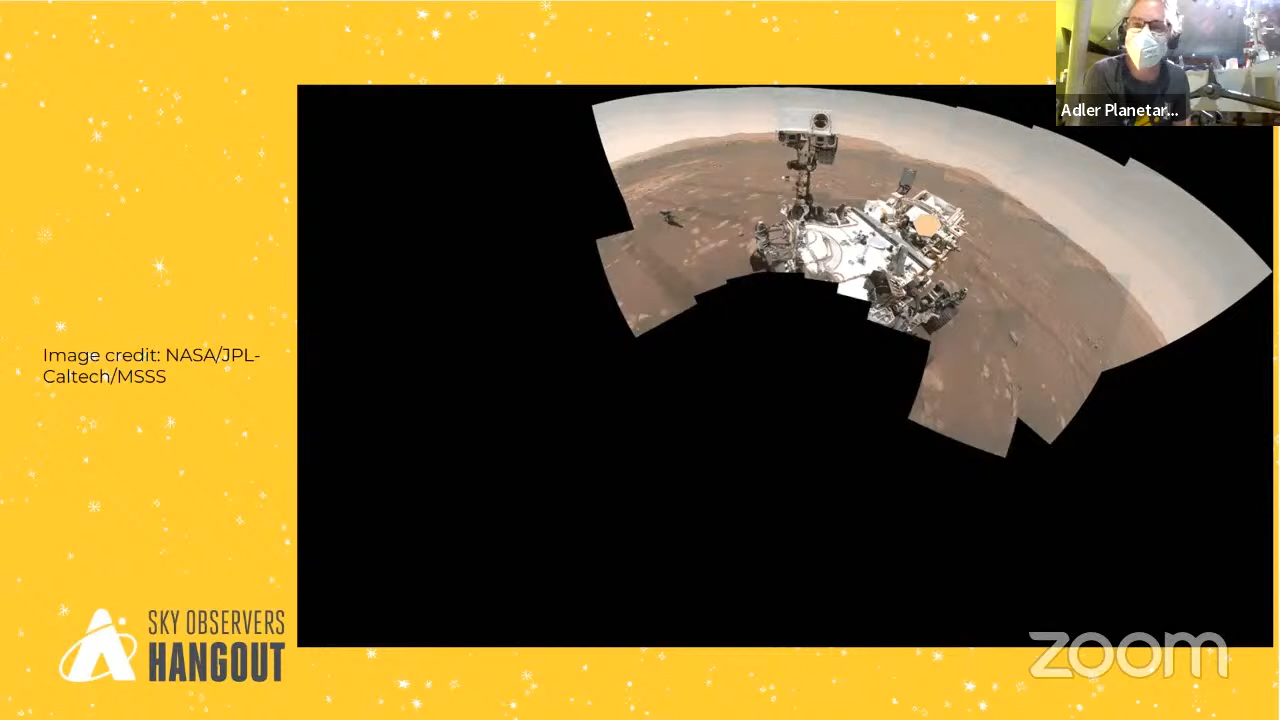 Adler Planetar...
Image credit: NASA/JPL-
Caltech/MSSS
SKY OBSERVERS
HANGOUT
zoom